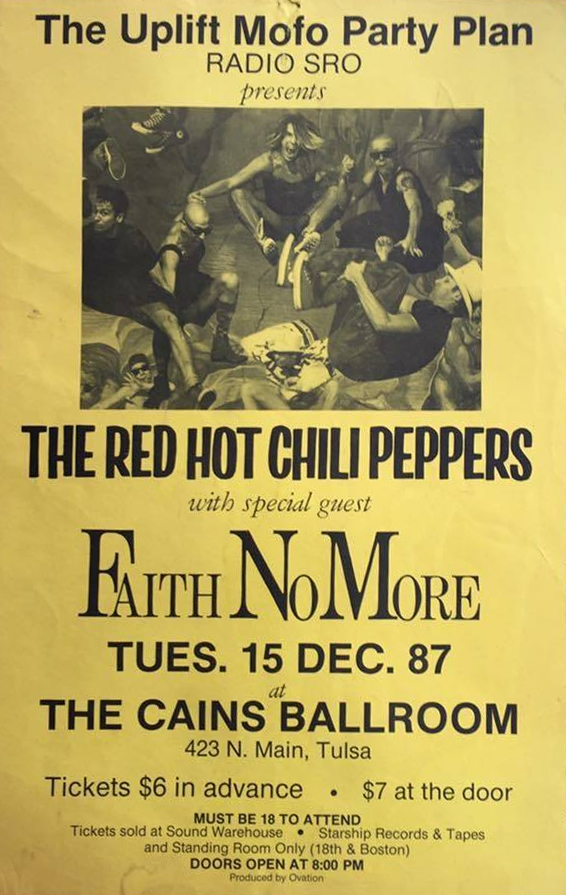 The Uplift Mofo Party Plan
RADIO SRO
presents
THE RED HOT CHILI PEPPERS
with special guest
FAITH NO MORE
TUES. 15 DEC. 87
at
THE CAINS BALLROOM
423 N. Main, Tulsa
Tickets $6 in advance • $7 at the door
MUST BE 18 TO ATTEND
Tickets sold at Sound Warehouse • Starship Records & Tapes
and Standing Room Only (18th & Boston)
DOORS OPEN AT 8:00 PM
Produced by Ovation